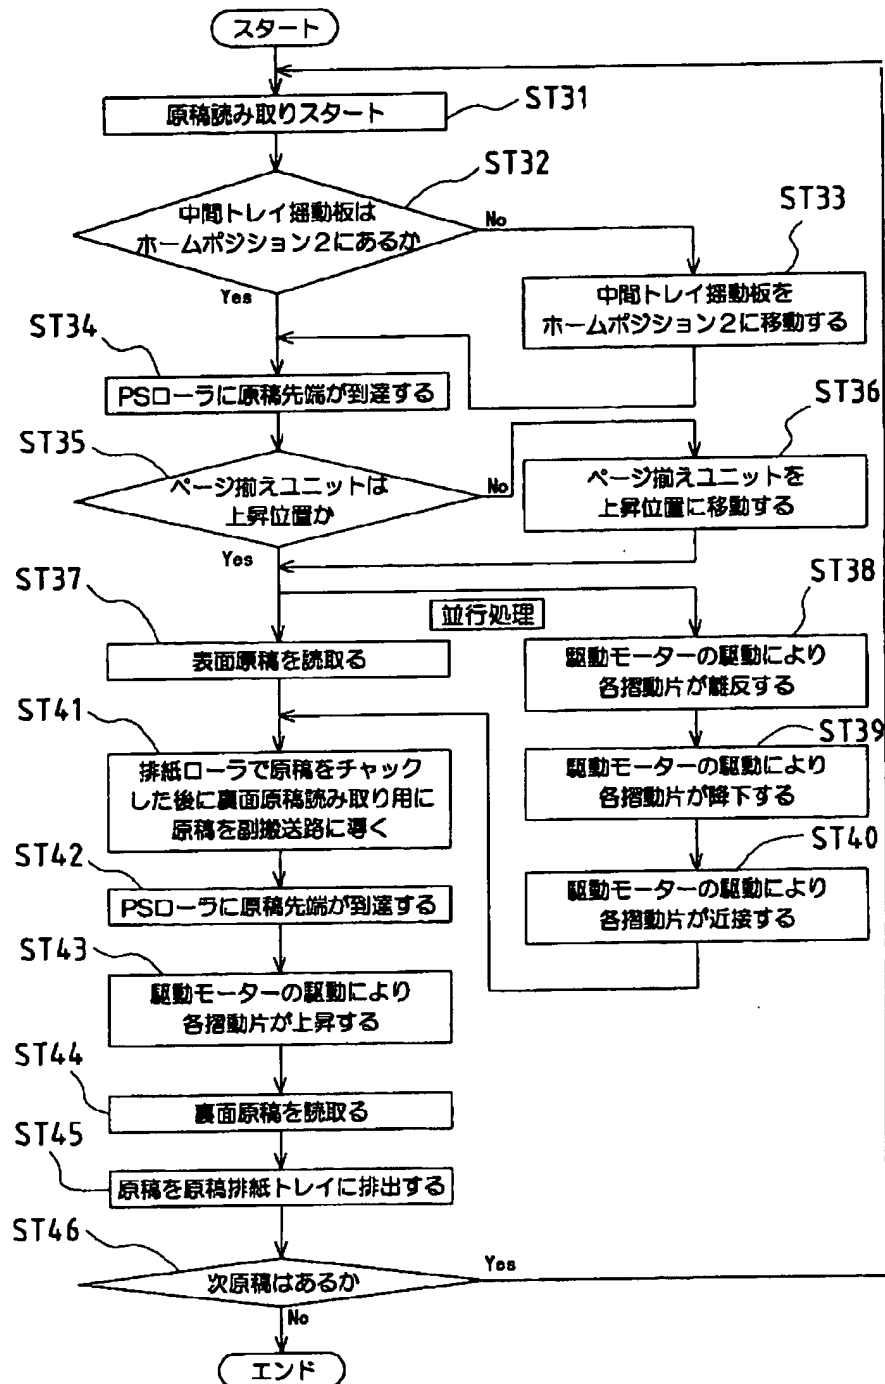 スタート
原稿読み取りスタート
ST31
ST32
中間トレイ揺動板は
ホームポジション2にあるか
No
Yes
ST33
中間トレイ揺動板を
ホームポジション2に移動する
ST34
PSローラに原稿先端が到達する
ST35
ページ揃えユニットは
上昇位置か
No
Yes
ST36
ページ揃えユニットを
上昇位置に移動する
ST37
並行処理
表面原稿を読取る
ST38
駆動モーターの駆動により
各摺動片が離反する
ST39
駆動モーターの駆動により
各摺動片が降下する
ST40
駆動モーターの駆動により
各摺動片が近接する
ST41
排紙ローラで原稿をチャック
した後に裏面原稿読み取り用に
原稿を副搬送路に導く
ST42
PSローラに原稿先端が到達する
ST43
駆動モーターの駆動により
各摺動片が上昇する
ST44
裏面原稿を読取る
ST45
原稿を原稿排紙トレイに排出する
ST46
次原稿はあるか
Yes
No
エンド